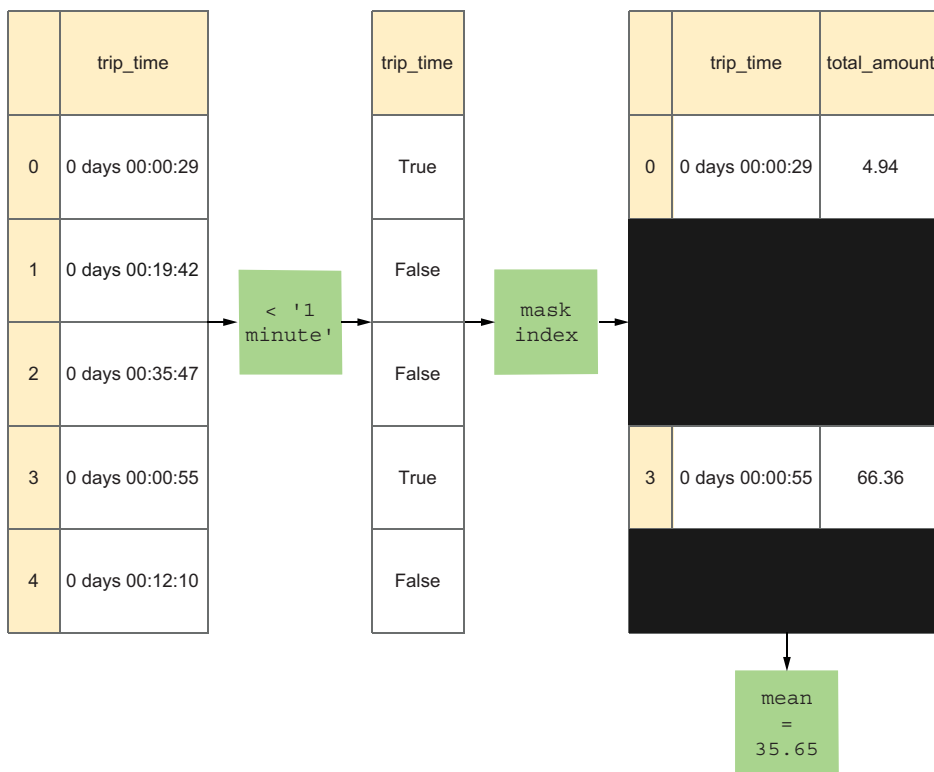 trip_time
0 0 days 00:00:29
1 0 days 00:19:42
2 0 days 00:35:47
3 0 days 00:00:55
4 0 days 00:12:10
< '1
minute'
trip_time
True
False
False
True
False
mask
index
trip_time total_amount
0 0 days 00:00:29 4.94
3 0 days 00:00:55 66.36
mean
=
35.65